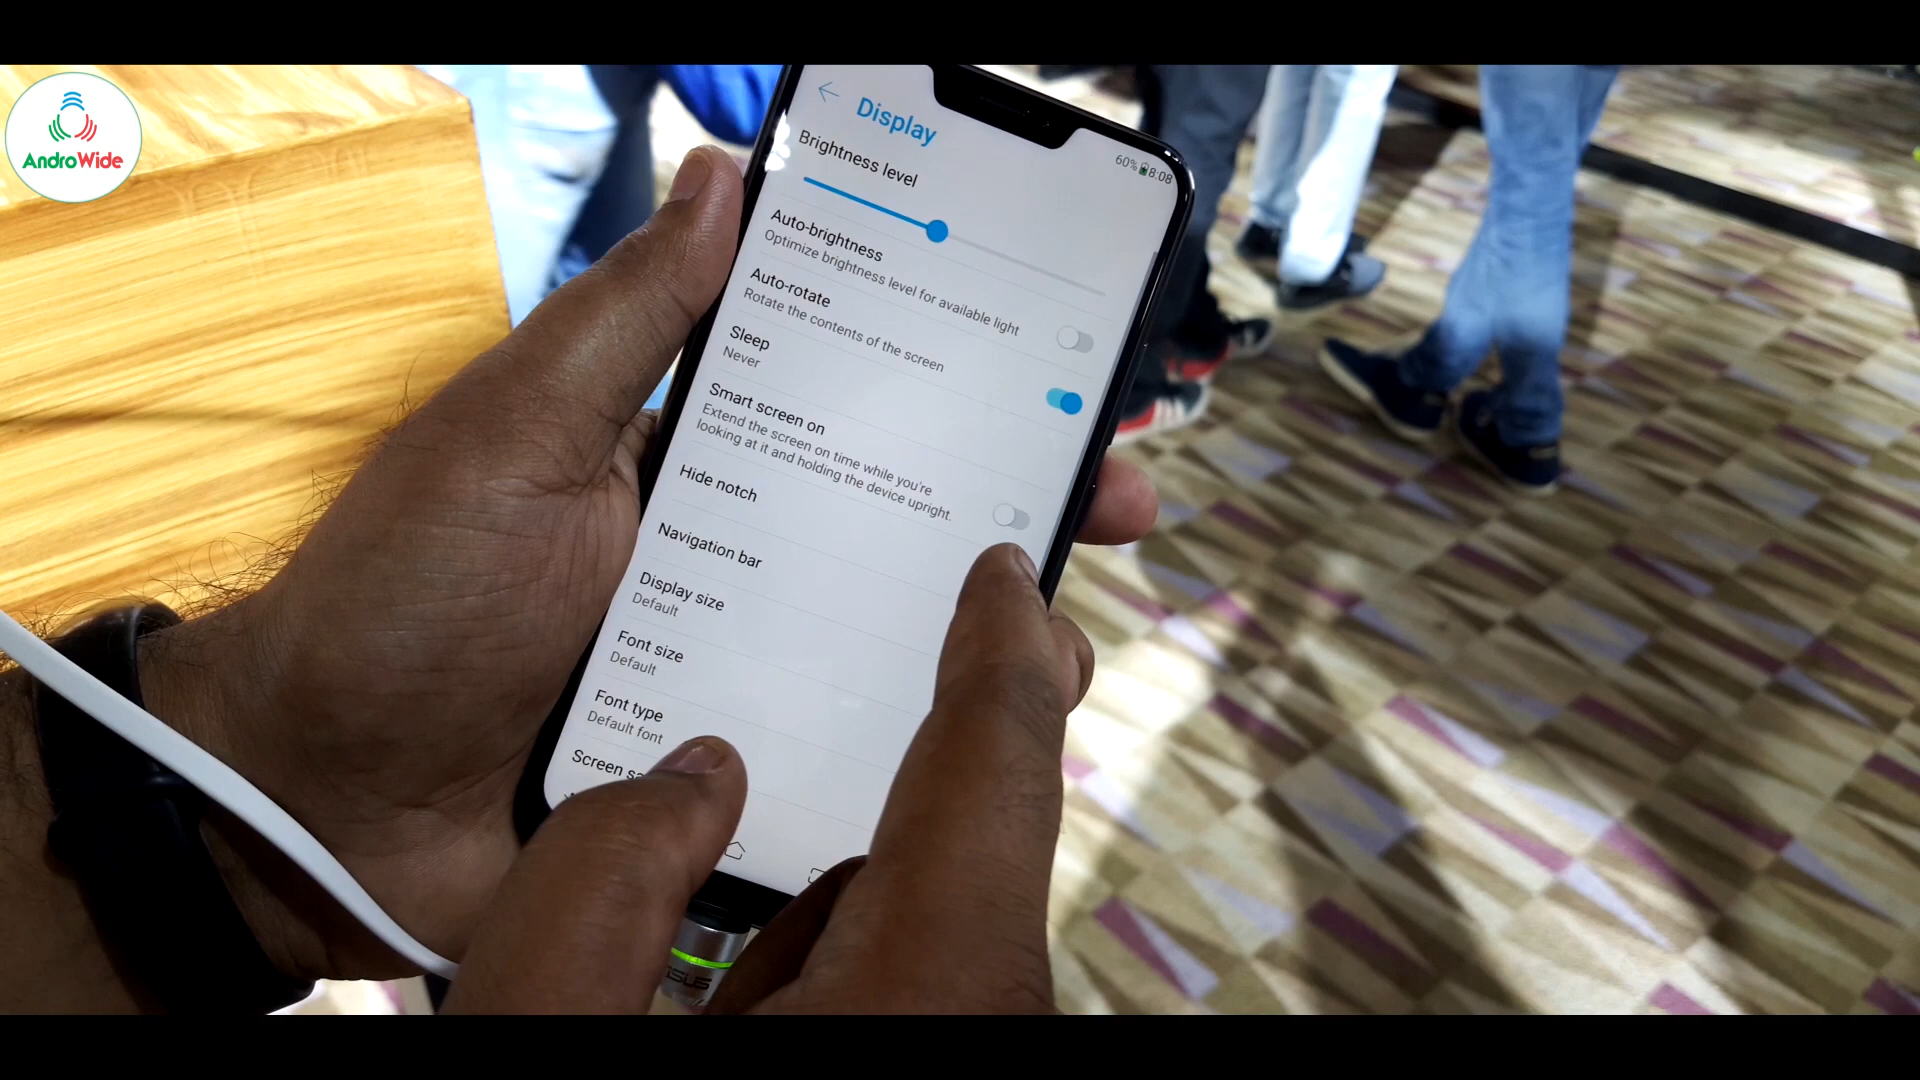 AndroWide
Display
60% 8:08
Brightness level
Auto-brightness
Optimize brightness level for available light
Auto-rotate
Rotate the contents of the screen
Sleep
Never
Smart screen on
Extend the screen on time while you're
looking at it and holding the device upright.
Hide notch
Navigation bar
Display size
Default
Font size
Default
Font type
Default font
Screen
ASUS